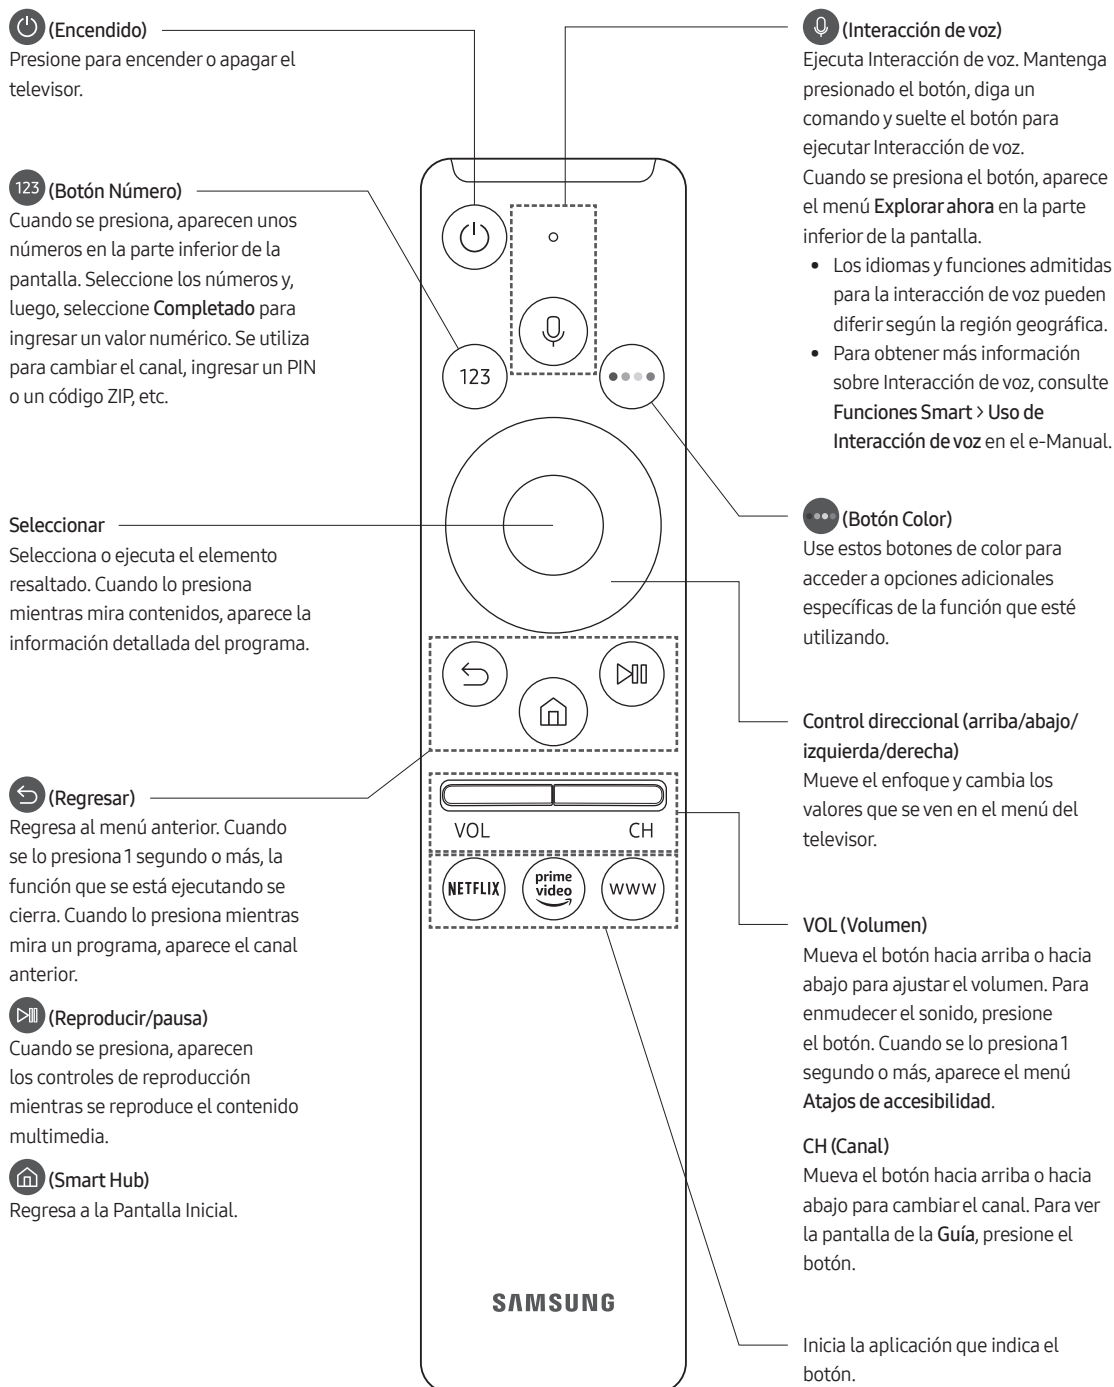 (Encendido)
Presione para encender o apagar el
televisor.
123 (Botón Número)
Cuando se presiona, aparecen unos
números en la parte inferior de la
pantalla. Seleccione los números y,
luego, seleccione Completado para
ingresar un valor numérico. Se utiliza
para cambiar el canal, ingresar un PIN
o un código ZIP, etc.
Seleccionar
Selecciona o ejecuta el elemento
resaltado. Cuando lo presiona
mientras mira contenidos, aparece la
información detallada del programa.
(Regresar)
Regresa al menú anterior. Cuando
se lo presiona 1 segundo o más, la
función que se está ejecutando se
cierra. Cuando lo presiona mientras
mira un programa, aparece el canal
anterior.
(Reproducir/pausa)
Cuando se presiona, aparecen
los controles de reproducción
mientras se reproduce el contenido
multimedia.
(Smart Hub)
Regresa a la Pantalla Inicial.
123
VOL CH
NETFLIX
prime
video
WWW
SAMSUNG
(Interacción de voz)
Ejecuta Interacción de voz. Mantenga
presionado el botón, diga un
comando y suelte el botón para
ejecutar Interacción de voz.
Cuando se presiona el botón, aparece
el menú Explorar ahora en la parte
inferior de la pantalla.
• Los idiomas y funciones admitidas
para la interacción de voz pueden
diferir según la región geográfica.
• Para obtener más información
sobre Interacción de voz, consulte
Funciones Smart > Uso de
Interacción de voz en el e-Manual.
(Botón Color)
Use estos botones de color para
acceder a opciones adicionales
específicas de la función que esté
utilizando.
Control direccional (arriba/abajo/
izquierda/derecha)
Mueve el enfoque y cambia los
valores que se ven en el menú del
televisor.
VOL (Volumen)
Mueva el botón hacia arriba o hacia
abajo para ajustar el volumen. Para
enmudecer el sonido, presione
el botón. Cuando se lo presiona 1
segundo o más, aparece el menú
Atajos de accesibilidad.
CH (Canal)
Mueva el botón hacia arriba o hacia
abajo para cambiar el canal. Para ver
la pantalla de la Guía, presione el
botón.
Inicia la aplicación que indica el
botón.